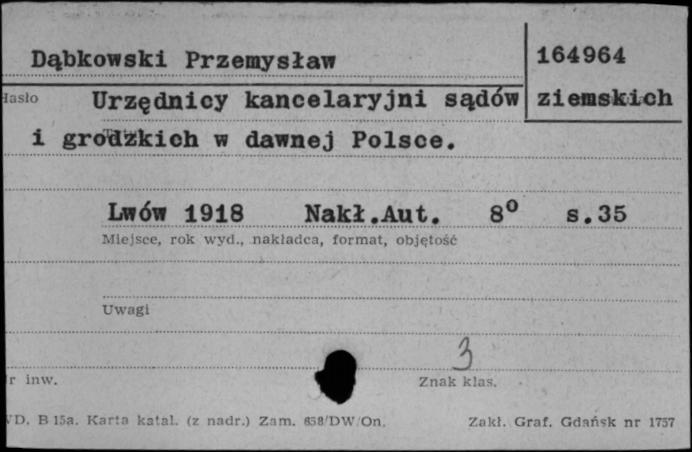 Dąbkowski Przemysław
164964
Hasło Urzędnicy kancelaryjni sądów ziemskich
i grodzkich w dawnej Polsce.
Lwów 1918 Nakł.Aut. 8° s.35
Miejsce, rok wyd., nakładca, format, objętość
Uwagi
3
r inw. Znak klas.
VD. B 15a. Karta katal. (z nadr.) Zam. 658/DW/On. Zakł. Graf. Gdańsk nr 1757